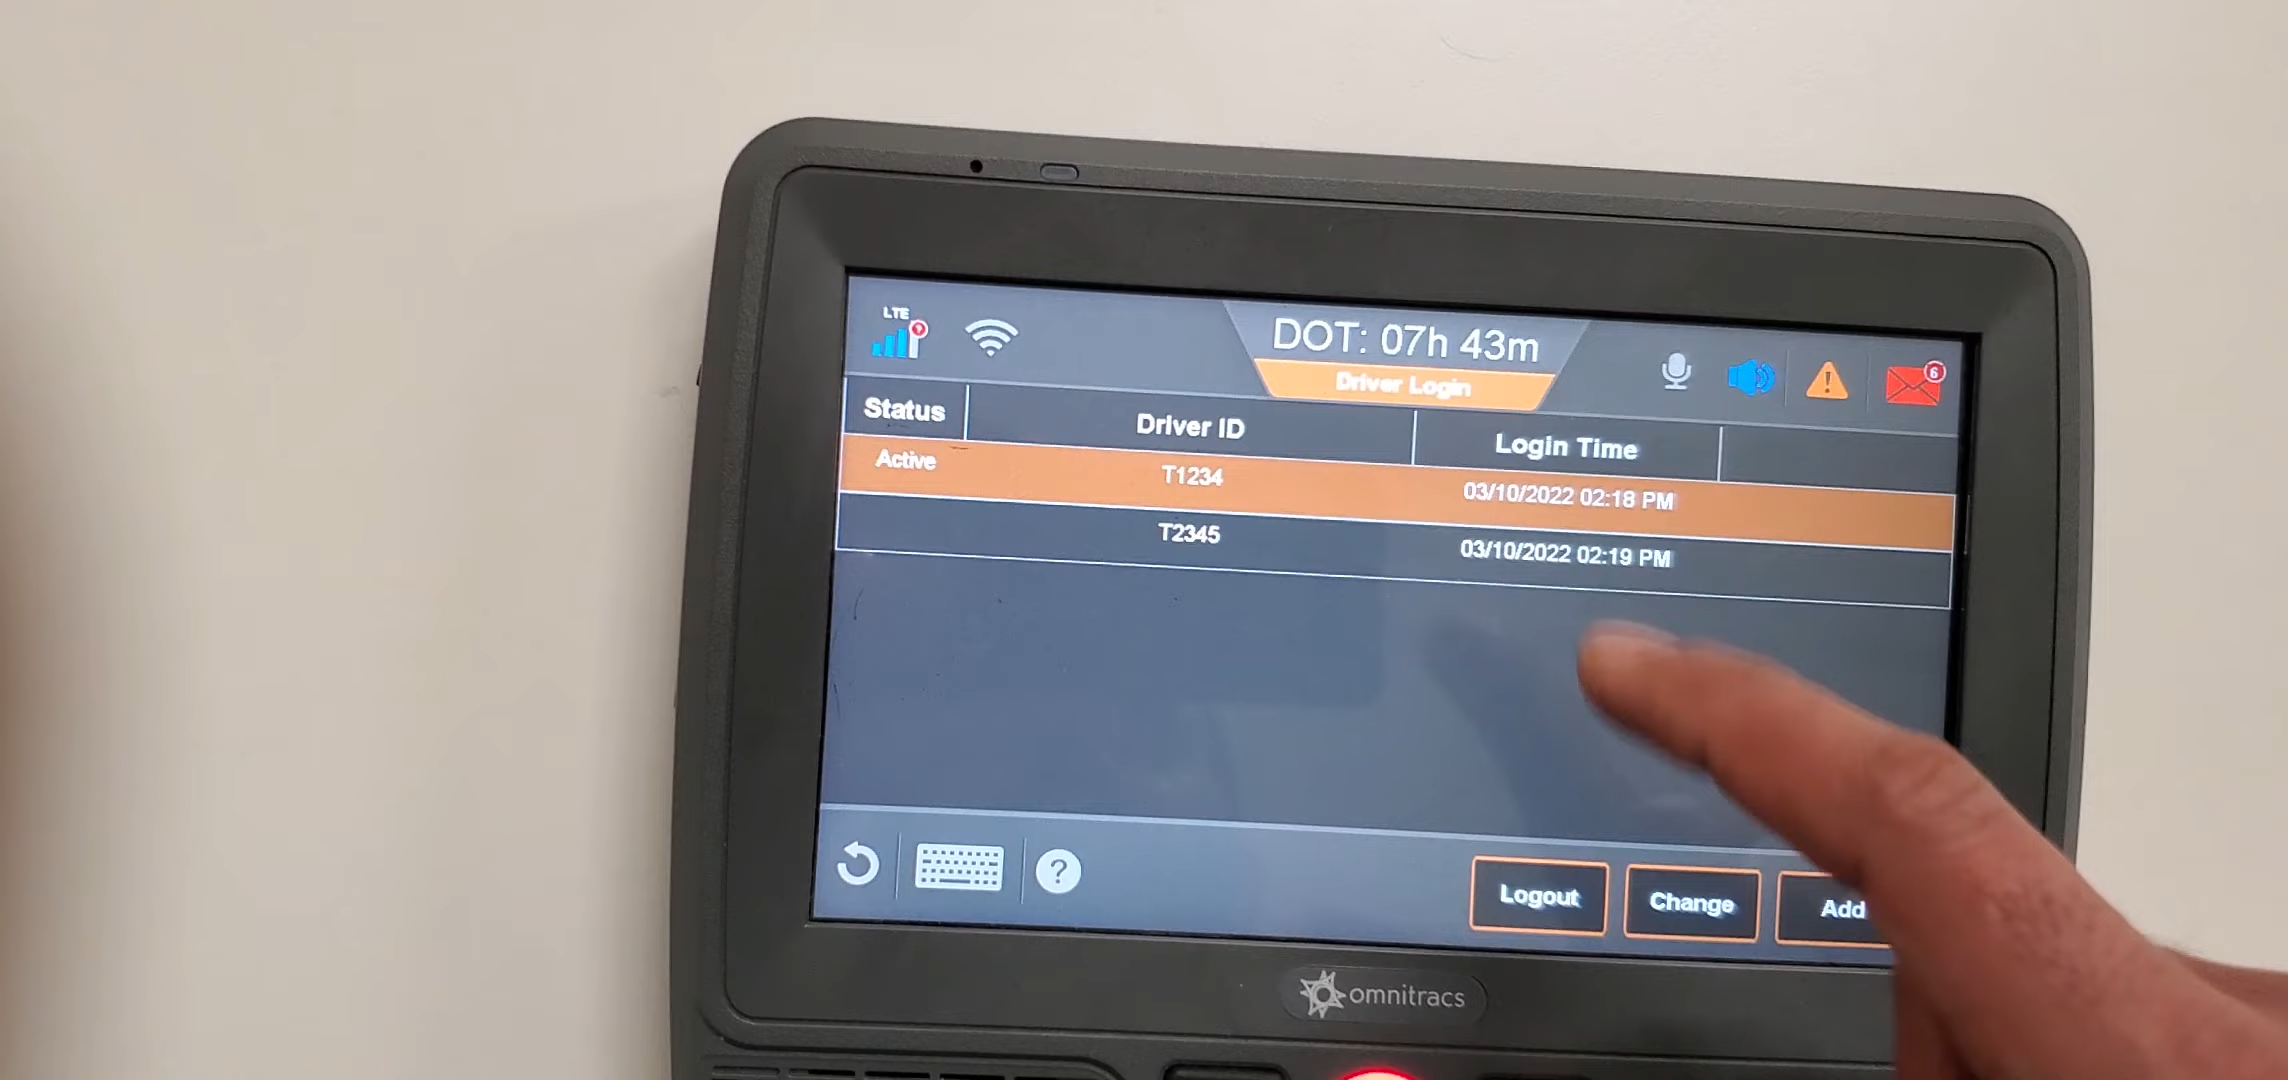 LTE
DOT: 07h 43m
Driver Login
6
Status Driver ID Login Time
Active T1234 03/10/2022 02:18 PM
T2345 03/10/2022 02:19 PM
?
Logout Change Add
omnitracs